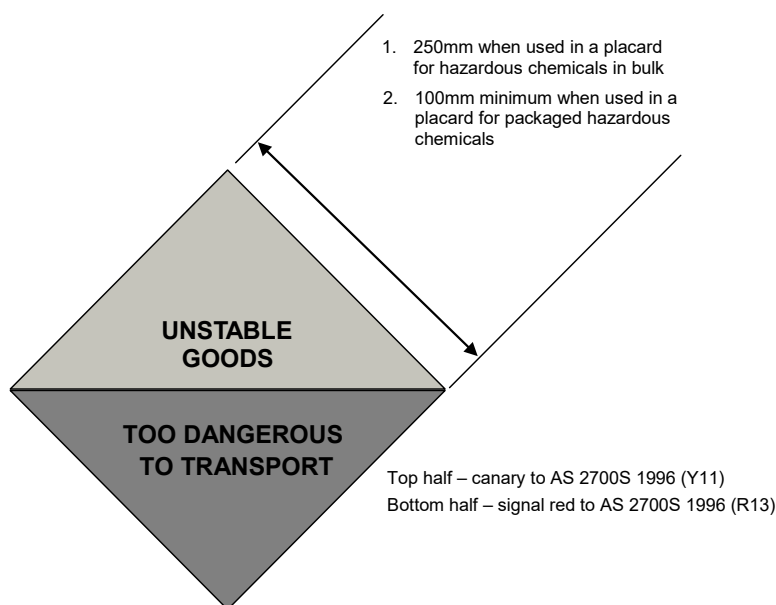 1. 250mm when used in a placard
for hazardous chemicals in bulk
2. 100mm minimum when used in a
placard for packaged hazardous
chemicals
UNSTABLE
GOODS
TOO DANGEROUS
TO TRANSPORT
Top half – canary to AS 2700S 1996 (Y11)
Bottom half – signal red to AS 2700S 1996 (R13)